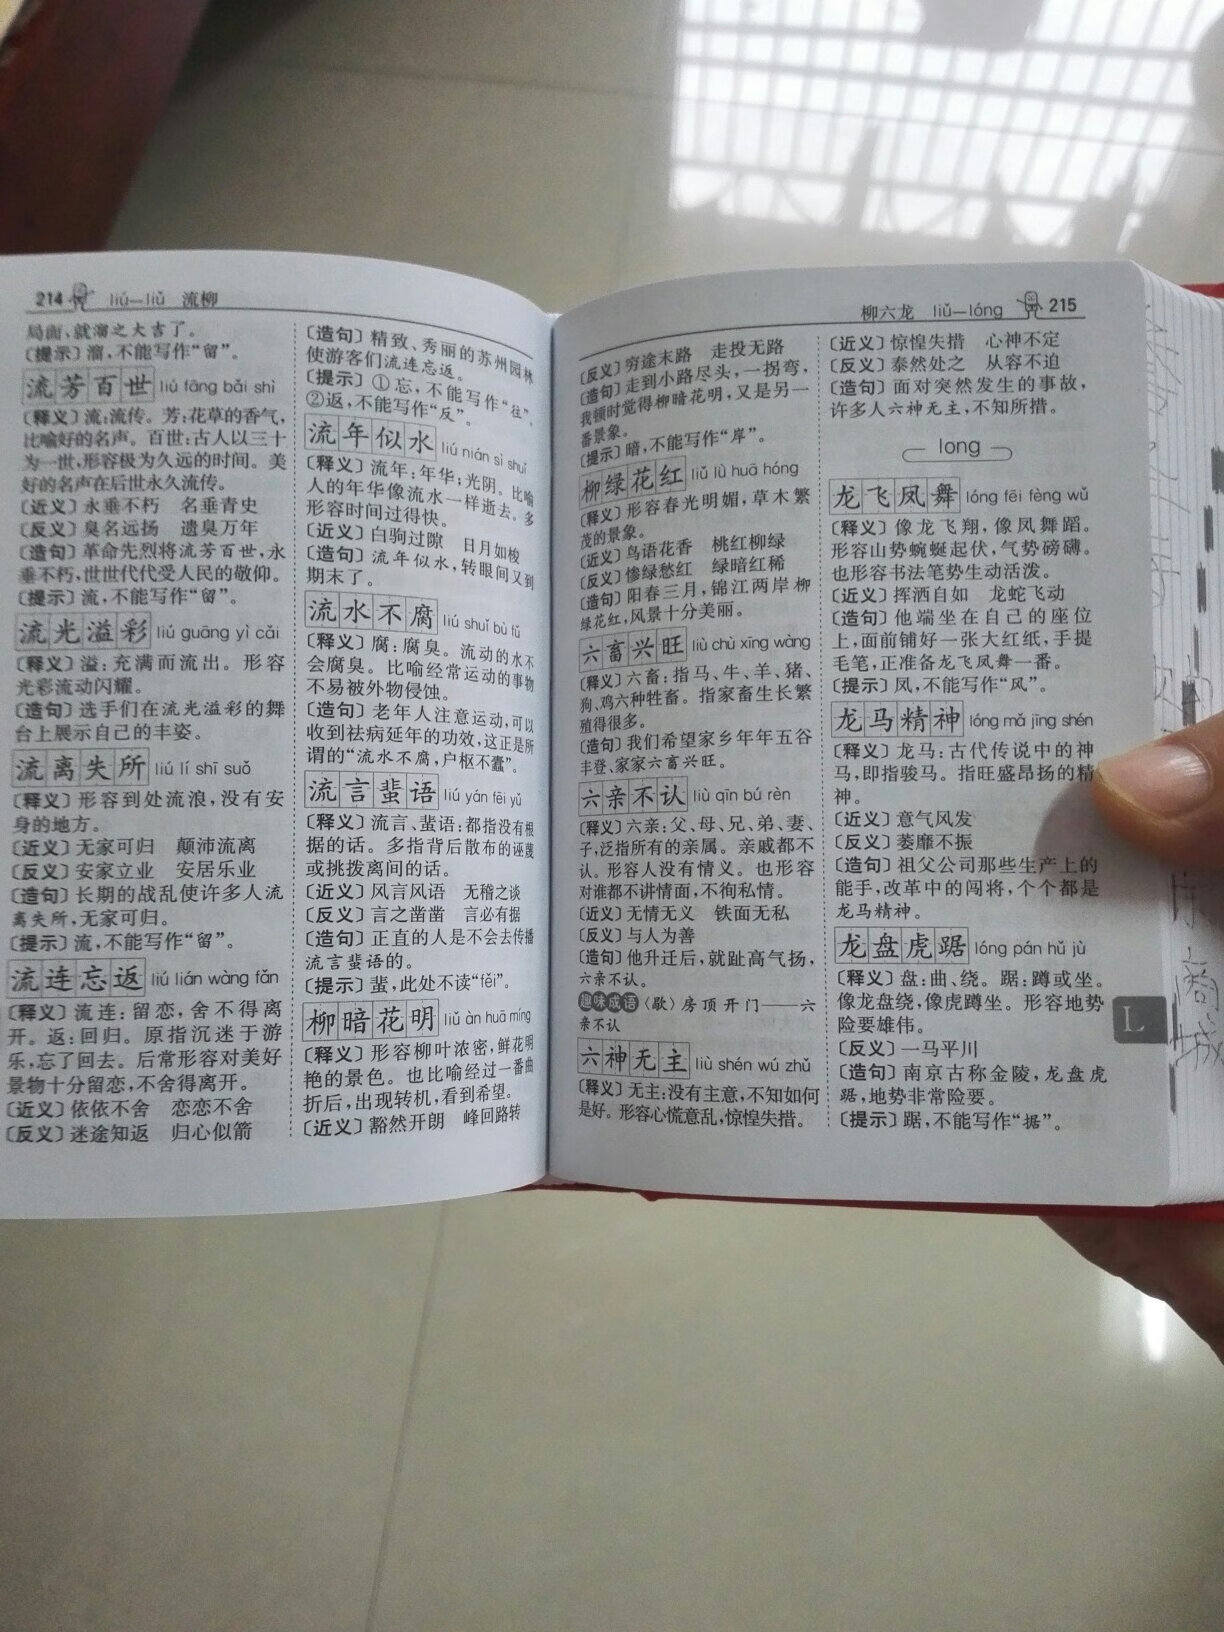 214 liú—liǔ 流柳
局面、就溜之大吉了。
〔提示〕溜,不能写作“留”。
流芳百世 liú fāng bǎi shì
〔释义〕流:流传。芳:花草的香气,
比喻好的名声。百世:古人以三十
为一世,形容极为久远的时间。美
好的名声在后世永久流传。
〔近义〕永垂不朽 名垂青史
〔反义〕臭名远扬 遗臭万年
〔造句〕革命先烈将流芳百世,永
垂不朽,世世代代受人民的敬仰。
〔提示〕流,不能写作“留”。
流光溢彩 liú guāng yì cǎi
〔释义〕溢:充满而流出。形容
光彩流动闪耀。
〔造句〕选手们在流光溢彩的舞
台上展示自己的丰姿。
流离失所 liú lí shī suǒ
〔释义〕形容到处流浪,没有安
身的地方。
〔近义〕无家可归 颠沛流离
〔反义〕安家立业 安居乐业
〔造句〕长期的战乱使许多人流
离失所,无家可归。
〔提示〕流,不能写作“留”。
流连忘返 liú lián wàng fǎn
〔释义〕流连:留恋,舍不得离
开。返:回归。原指沉迷于游
乐,忘了回去。后常形容对美好
景物十分留恋,不舍得离开。
〔近义〕依依不舍 恋恋不舍
〔反义〕迷途知返 归心似箭
〔造句〕精致、秀丽的苏州园林
使游客们流连忘返。
〔提示〕①忘,不能写作“往”。
②返,不能写作“反”。
流年似水 liú nián sì shuǐ
〔释义〕流年:年华;光阴。比喻
人的年华像流水一样逝去。多
形容时间过得快。
〔近义〕白驹过隙 日月如梭
〔造句〕流年似水,转眼间又到
期末了。
流水不腐 liú shuǐ bù fǔ
〔释义〕腐:腐臭。流动的水不
会腐臭。比喻经常运动的事物
不易被外物侵蚀。
〔造句〕老年人注意运动,可以
收到祛病延年的功效,这正是所
谓的“流水不腐,户枢不蠹”。
流言蜚语 liú yán fēi yǔ
〔释义〕流言、蜚语:都指没有根
据的话。多指背后散布的诬蔑
或挑拨离间的话。
〔近义〕风言风语 无稽之谈
〔反义〕言之凿凿 言必有据
〔造句〕正直的人是不会去传播
流言蜚语的。
〔提示〕蜚,此处不读“fěi”。
柳暗花明 liǔ àn huā míng
〔释义〕形容柳叶浓密,鲜花明
艳的景色。也比喻经过一番曲
折后,出现转机,看到希望。
〔近义〕豁然开朗 峰回路转
柳六龙 liǔ—lóng 215
〔反义〕穷途末路 走投无路
〔造句〕走到小路尽头,一拐弯,
我顿时觉得柳暗花明,又是另一
番景象。
〔提示〕暗,不能写作“岸”。
柳绿花红 liǔ lù huā hóng
〔释义〕形容春光明媚,草木繁
茂的景象。
〔近义〕鸟语花香 桃红柳绿
〔反义〕惨绿愁红 绿暗红稀
〔造句〕阳春三月,锦江两岸柳
绿花红,风景十分美丽。
六畜兴旺 liù chù xīng wàng
〔释义〕六畜:指马、牛、羊、猪、
狗、鸡六种牲畜。指家畜生长繁
殖得很多。
〔造句〕我们希望家乡年年五谷
丰登、家家六畜兴旺。
六亲不认 liù qīn bú rèn
〔释义〕六亲:父、母、兄、弟、妻、
子,泛指所有的亲属。亲戚都不
认。形容人没有情义。也形容
对谁都不讲情面,不徇私情。
〔近义〕无情无义 铁面无私
〔反义〕与人为善
〔造句〕他升迁后,就趾高气扬,
六亲不认。
趣味成语〈歇〉房顶开门——六
亲不认
六神无主 liù shén wú zhǔ
〔释义〕无主:没有主意,不知如何
是好。形容心慌意乱,惊惶失措。
〔近义〕惊惶失措 心神不定
〔反义〕泰然处之 从容不迫
〔造句〕面对突然发生的事故,
许多人六神无主,不知所措。
long
龙飞凤舞 lóng fēi fèng wǔ
〔释义〕像龙飞翔,像凤舞蹈。
形容山势蜿蜒起伏,气势磅礴。
也形容书法笔势生动活泼。
〔近义〕挥洒自如 龙蛇飞动
〔造句〕他端坐在自己的座位
上,面前铺好一张大红纸,手提
毛笔,正准备龙飞凤舞一番。
〔提示〕凤,不能写作“风”。
龙马精神 lóng mǎ jīng shén
〔释义〕龙马:古代传说中的神
马,即指骏马。指旺盛昂扬的精
神。
〔近义〕意气风发
〔反义〕萎靡不振
〔造句〕祖父公司那些生产上的
能手,改革中的闯将,个个都是
龙马精神。
龙盘虎踞 lóng pán hǔ jù
〔释义〕盘:曲、绕。踞:蹲或坐。
像龙盘绕,像虎蹲坐。形容地势
险要雄伟。
〔反义〕一马平川
〔造句〕南京古称金陵,龙盘虎
踞,地势非常险要。
〔提示〕踞,不能写作“据”。
L